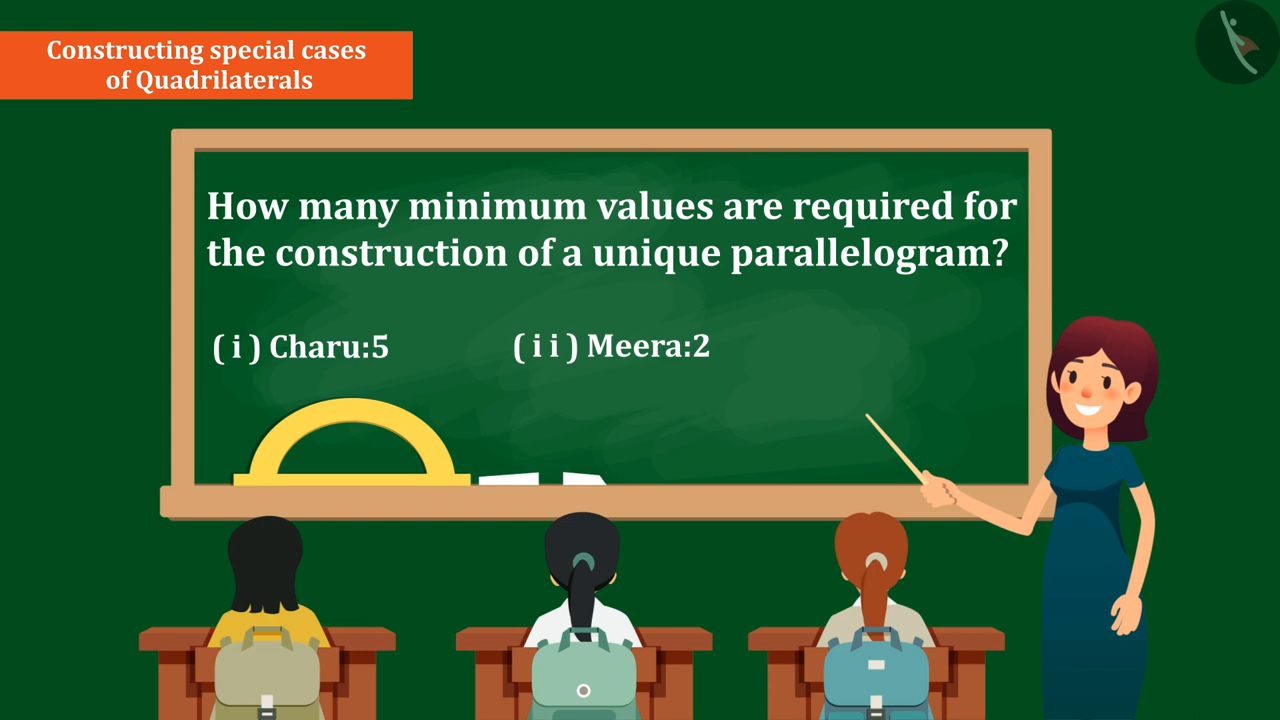 Constructing special cases
of Quadrilaterals
How many minimum values are required for
the construction of a unique parallelogram?
( i ) Charu:5 ( i i ) Meera:2